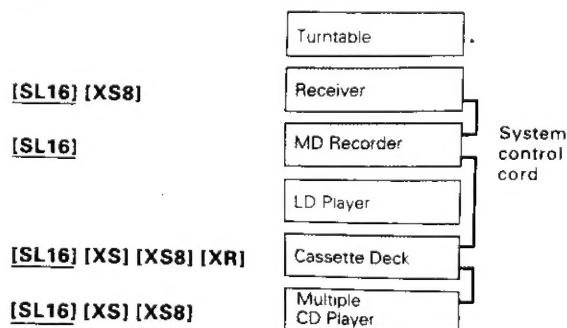 Turntable
[SL16] [XS8] Receiver
[SL16] MD Recorder
System
control
cord
LD Player
[SL16] [XS] [XS8] [XR] Cassette Deck
[SL16] [XS] [XS8] Multiple
CD Player